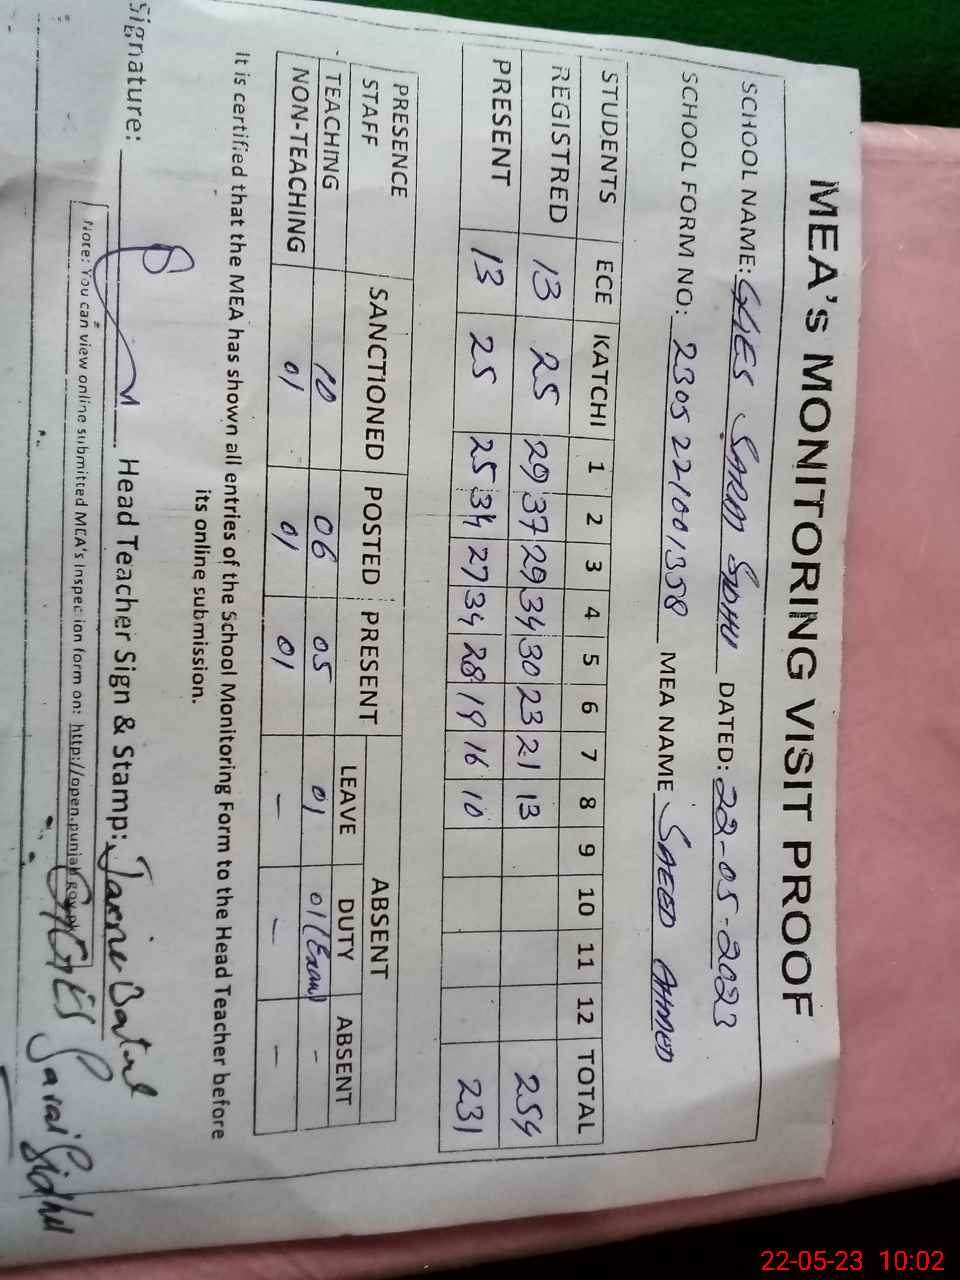 MEA's MONITORING VISIT PROOF
SCHOOL NAME: GGES SARAI SIDHU DATED: 22-05-2023
SCHOOL FORM NO: 2305221001358 MEA NAME SAEED AHMED
STUDENTS ECE KATCHI 1 2 3 4 5 6 7 8 9 10 11 12 TOTAL
REGISTRED 13 25 29 37 29 34 30 23 21 13 254
PRESENT 13 25 25 34 27 34 28 19 16 10 231
PRESENCE STAFF SANCTIONED POSTED PRESENT ABSENT
LEAVE DUTY ABSENT
TEACHING 10 06 05 01 01(Exam) -
NON-TEACHING 01 01 01 - - -
It is certified that the MEA has shown all entries of the School Monitoring Form to the Head Teacher before
its online submission.
Signature: Head Teacher Sign & Stamp: Batul
GGES Sarai Sidhu
Note: You can view online submitted MCA's Inspection form on: http://open.punjab.gov.pk
22-05-23 10:02